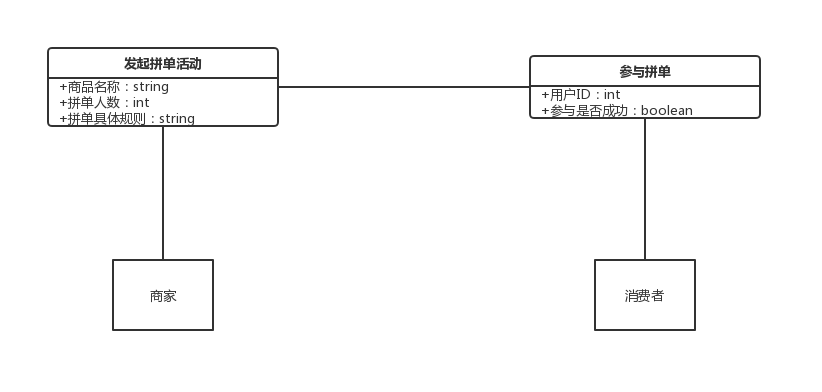 发起拼单活动
+商品名称：string
+拼单人数：int
+拼单具体规则：string
参与拼单
+用户ID：int
+参与是否成功：boolean
商家
消费者